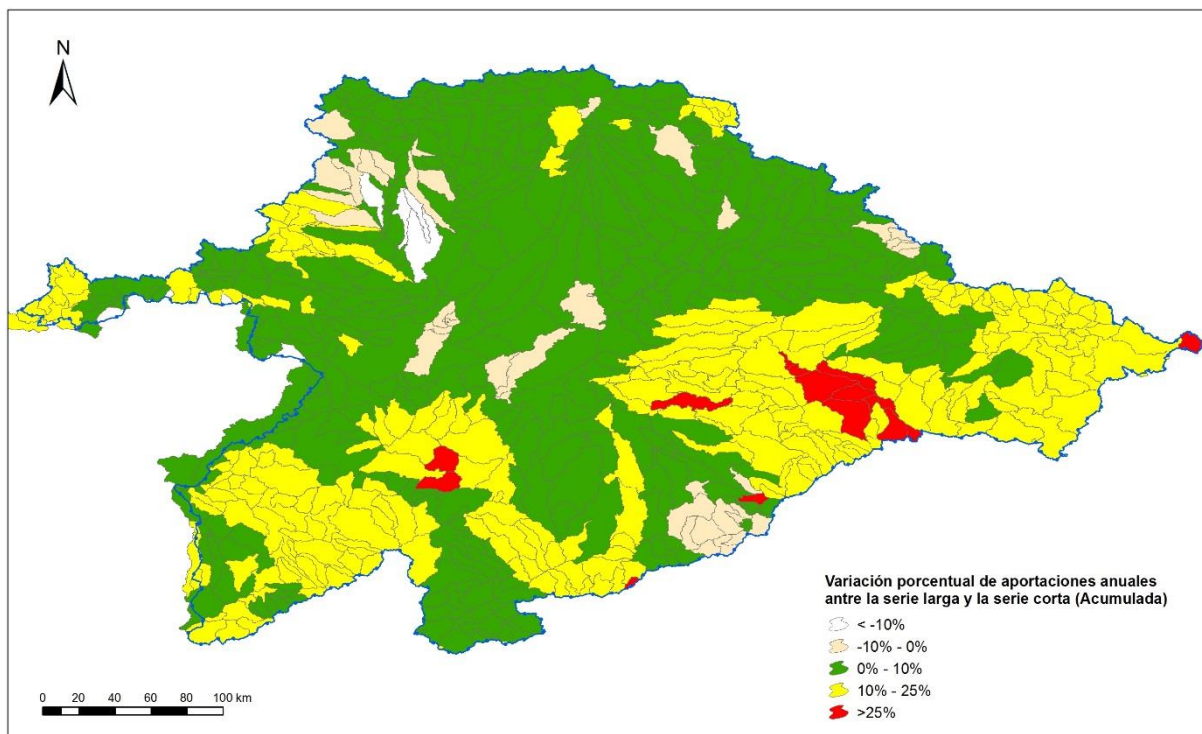 N
Variación porcentual de aportaciones anuales
antre la serie larga y la serie corta (Acumulada)
< -10%
-10% - 0%
0% - 10%
10% - 25%
>25%
0 20 40 60 80 100 km